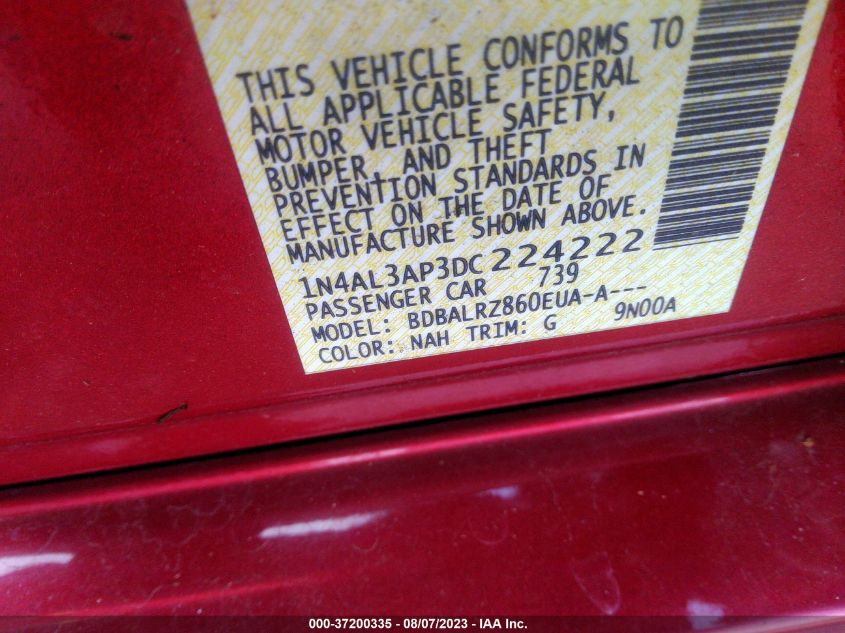 THIS VEHICLE CONFORMS TO
ALL APPLICABLE FEDERAL
MOTOR VEHICLE SAFETY,
BUMPER, AND THEFT
PREVENTION STANDARDS IN
EFFECT ON THE DATE OF
MANUFACTURE SHOWN ABOVE.
1N4AL3AP3DC224222
PASSENGER CAR 739
MODEL: BDBALRZ860EUA-A---
COLOR: NAH TRIM: G 9N00A
000-37200335 - 08/07/2023 - IAA Inc.